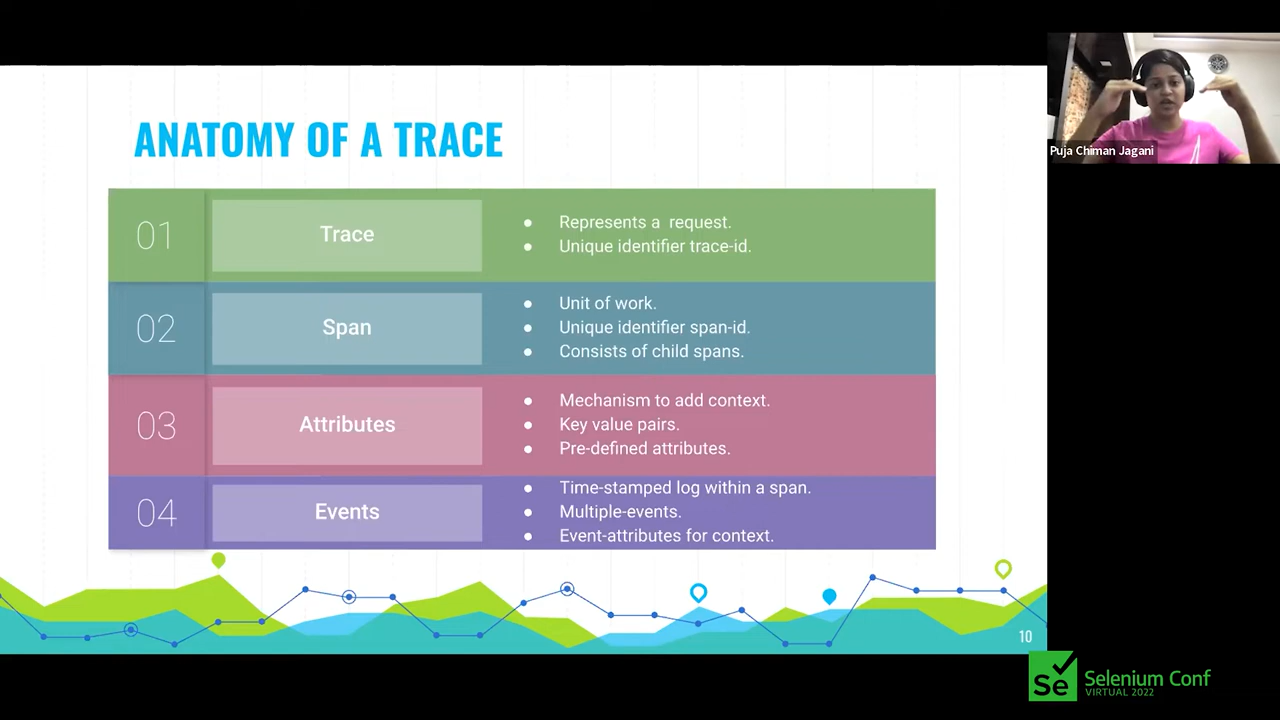 ANATOMY OF A TRACE
01
Trace
Represents a request.
Unique identifier trace-id.
02
Span
Unit of work.
Unique identifier span-id.
Consists of child spans.
03
Attributes
Mechanism to add context.
Key value pairs.
Pre-defined attributes.
04
Events
Time-stamped log within a span.
Multiple-events.
Event-attributes for context.
10
Puja Chiman Jagani
Se
Selenium Conf
VIRTUAL 2022